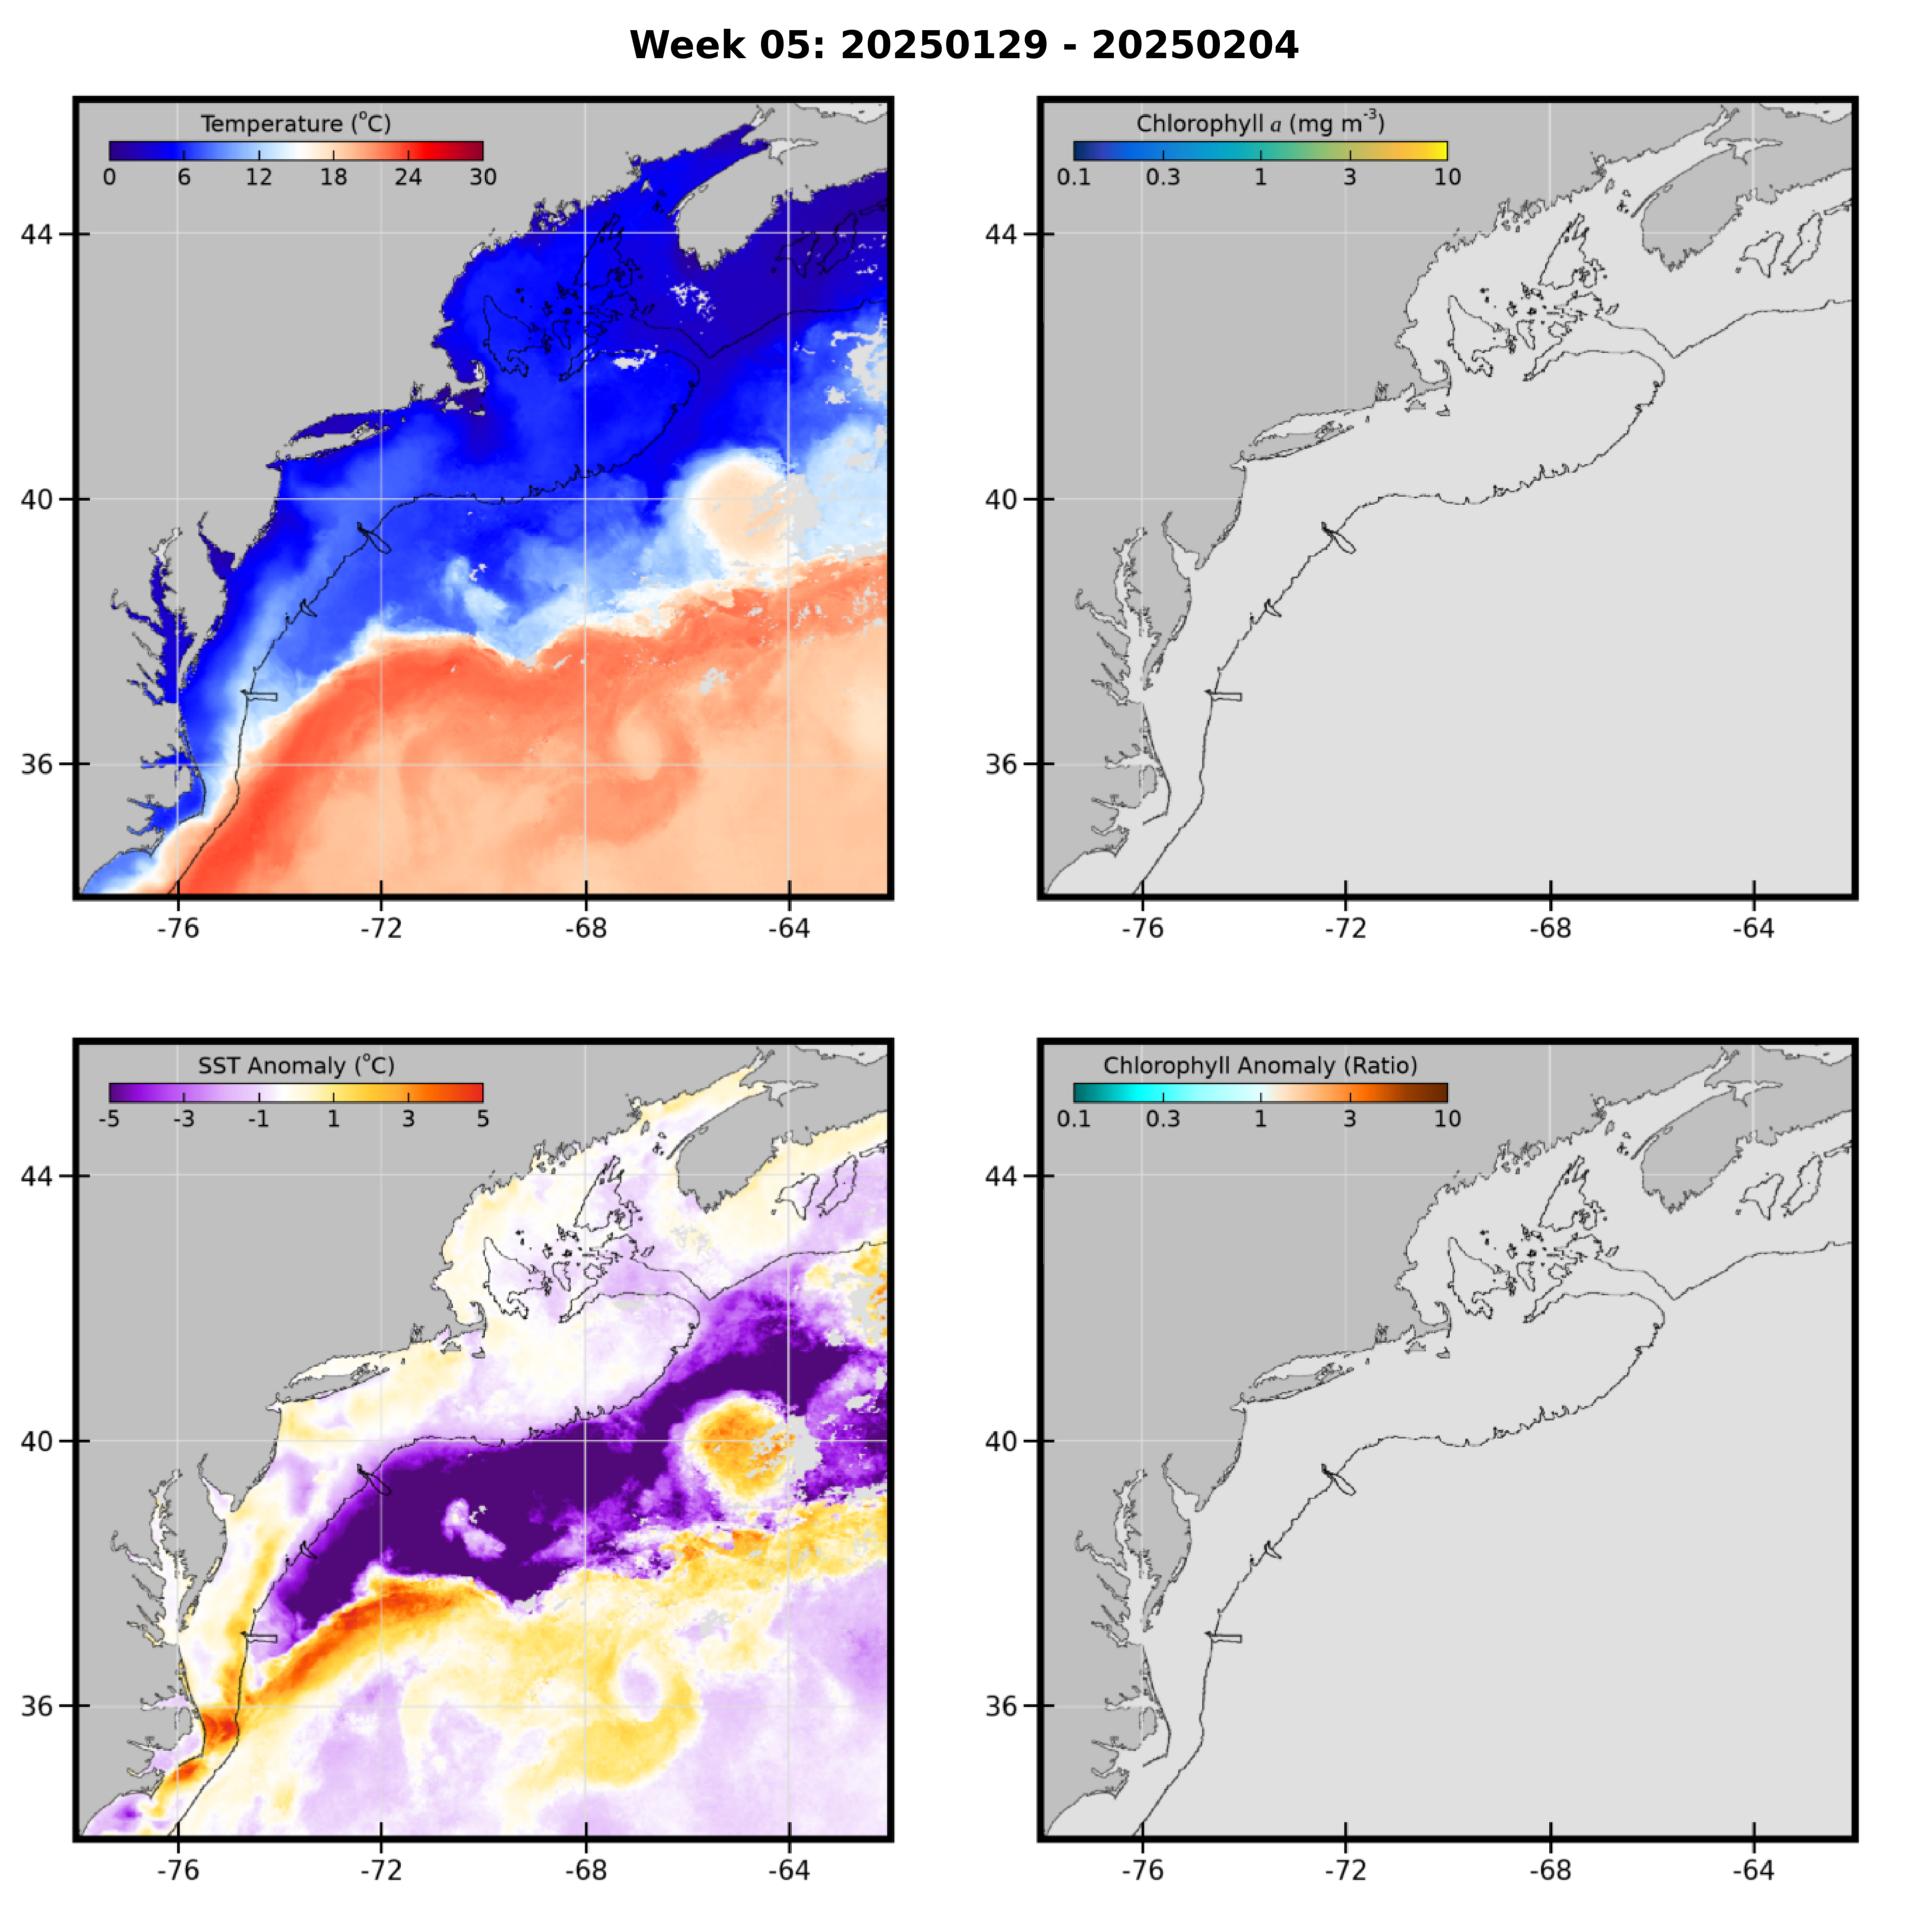 Week 05: 20250129 - 20250204
Temperature (°C)
0 6 12 18 24 30
44
40
36
-76 -72 -68 -64
Chlorophyll a (mg m⁻³)
0.1 0.3 1 3 10
44
40
36
-76 -72 -68 -64
SST Anomaly (°C)
-5 -3 -1 1 3 5
44
40
36
-76 -72 -68 -64
Chlorophyll Anomaly (Ratio)
0.1 0.3 1 3 10
44
40
36
-76 -72 -68 -64